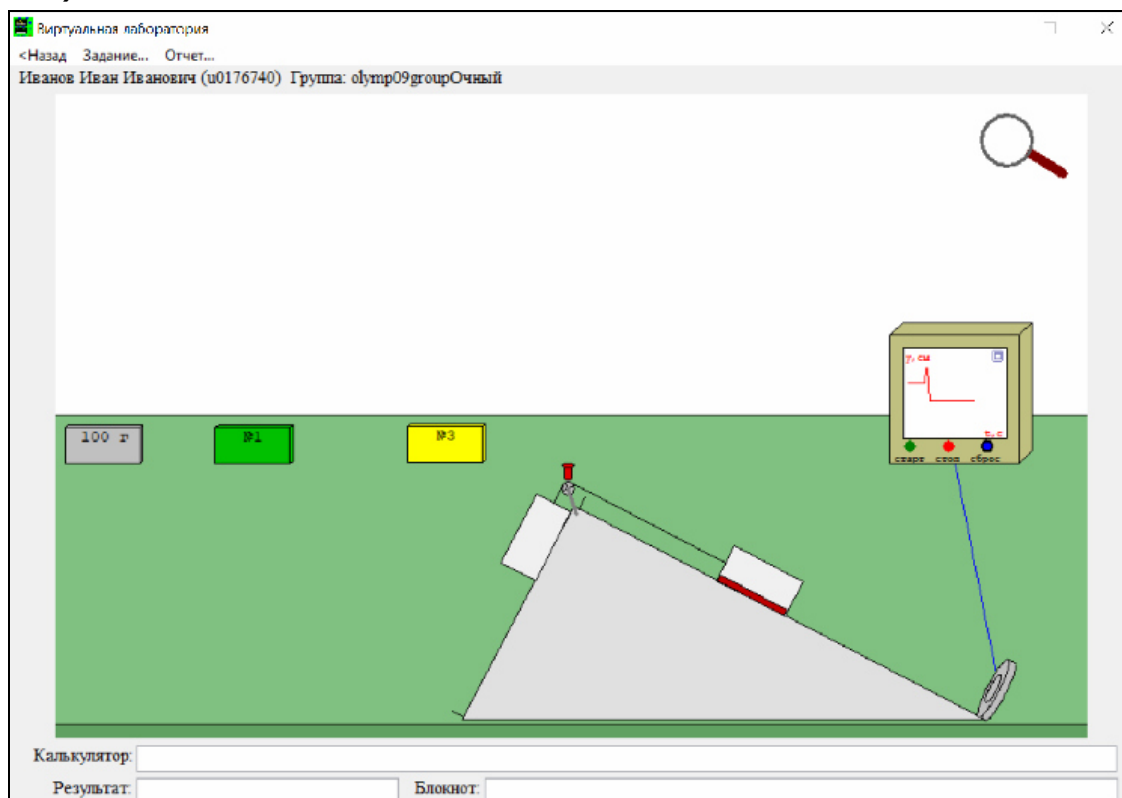 Виртуальная лаборатория
<Назад Задание... Отчет...
Иванов Иван Иванович (u0176740) Группа: olymp09groupОчный
y, см
t, с
старт стоп сброс
100 г
№1
№3
Калькулятор:
Результат:
Блокнот: